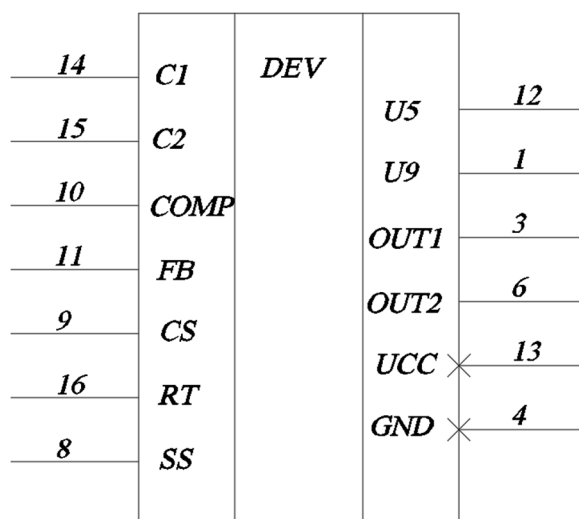 14 C1 DEV
U5 12
15 C2
U9 1
10 COMP
OUT1 3
11 FB
OUT2 6
9 CS
UCC 13
16 RT
GND 4
8 SS